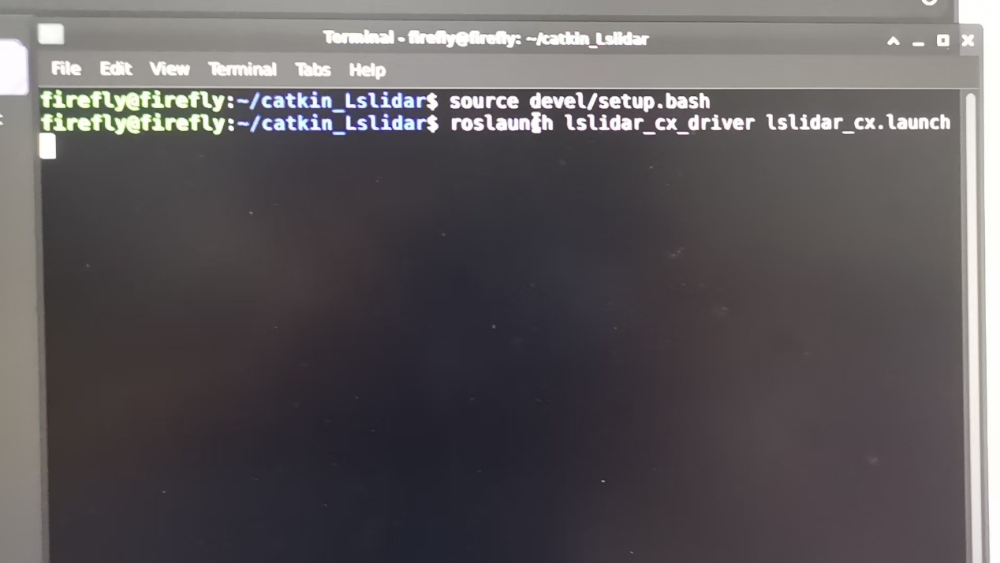 Terminal - firefly@firefly: ~/catkin_Lslidar
File Edit View Terminal Tabs Help
firefly@firefly:~/catkin_Lslidar$ source devel/setup.bash
firefly@firefly:~/catkin_Lslidar$ roslaunch lslidar_cx_driver lslidar_cx.launch